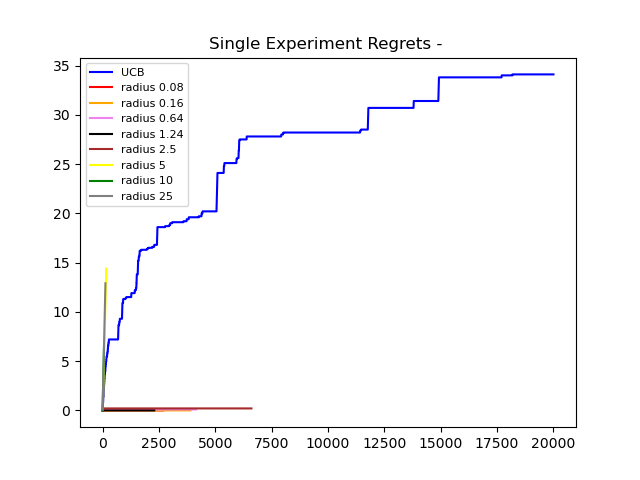 Single Experiment Regrets -
UCB
radius 0.08
radius 0.16
radius 0.64
radius 1.24
radius 2.5
radius 5
radius 10
radius 25
35
30
25
20
15
10
5
0
0 2500 5000 7500 10000 12500 15000 17500 20000